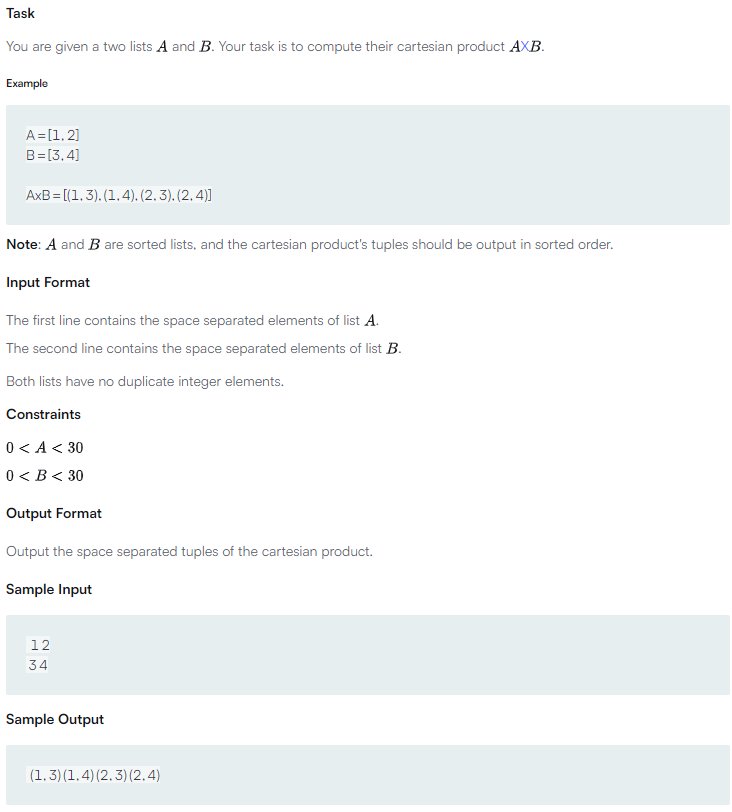 Task
You are given a two lists A and B. Your task is to compute their cartesian product AXB.
Example
A=[1,2]
B=[3,4]
AxB=[(1,3),(1,4),(2,3),(2,4)]
Note: A and B are sorted lists, and the cartesian product's tuples should be output in sorted order.
Input Format
The first line contains the space separated elements of list A.
The second line contains the space separated elements of list B.
Both lists have no duplicate integer elements.
Constraints
0 < A < 30
0 < B < 30
Output Format
Output the space separated tuples of the cartesian product.
Sample Input
1 2
3 4
Sample Output
(1, 3) (1, 4) (2, 3) (2, 4)